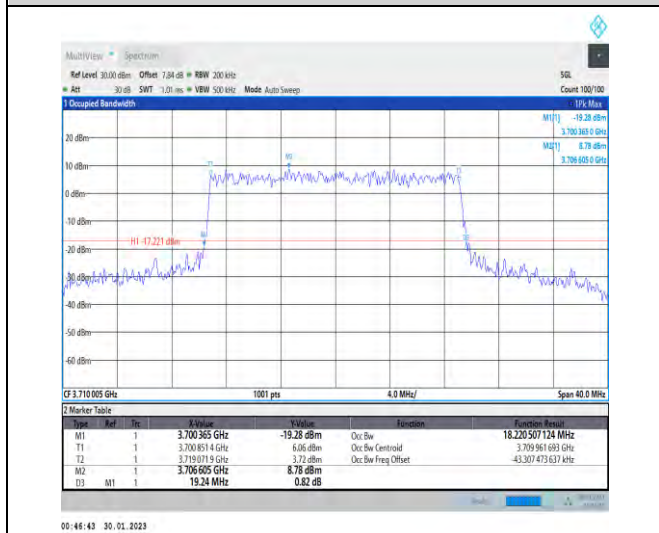 MultiView Spectrum
Ref Level 30.00 dBm Offset 7.84 dB RBW 200 kHz SGL
Att 30 dB SWT 1.01 ms VBW 500 kHz Mode Auto Sweep Count 100/100
1 Occupied Bandwidth 1Pk Max
M1[1] -19.28 dBm
3.700 365 0 GHz
M2[1] 8.78 dBm
3.706 605 0 GHz
20 dBm
10 dBm
0 dBm
-10 dBm
H1 -17.221 dBm
-20 dBm
-30 dBm
-40 dBm
-50 dBm
-60 dBm
CF 3.710 005 GHz 1001 pts 4.0 MHz/ Span 40.0 MHz
2 Marker Table
Type Ref Trc X-Value Y-Value Function Function Result
M1 1 3.700 365 GHz -19.28 dBm Occ Bw 18.220 507 124 MHz
T1 1 3.700 851 4 GHz 6.06 dBm Occ Bw Centroid 3.709 961 693 GHz
T2 1 3.719 071 9 GHz 3.72 dBm Occ Bw Freq Offset -43.307 473 637 kHz
M2 1 3.706 605 GHz 8.78 dBm
D3 M1 1 19.24 MHz 0.82 dB
00:46:43 30.01.2023